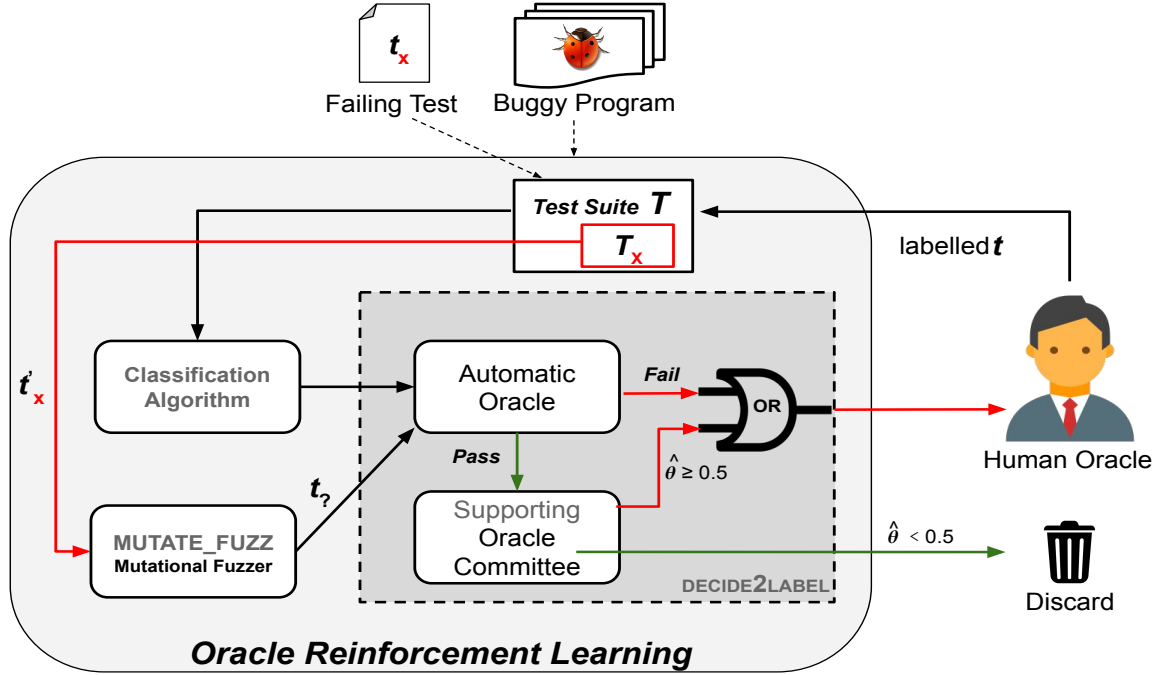 t_x
Failing Test
Buggy Program
Test Suite T
T_x
labelled t
Classification
Algorithm
Automatic
Oracle
Fail
OR
t'_x
Pass
θ̂ ≥ 0.5
Human Oracle
t_?
MUTATE_FUZZ
Mutational Fuzzer
Supporting
Oracle
Committee
θ̂ < 0.5
DECIDE2LABEL
Discard
Oracle Reinforcement Learning